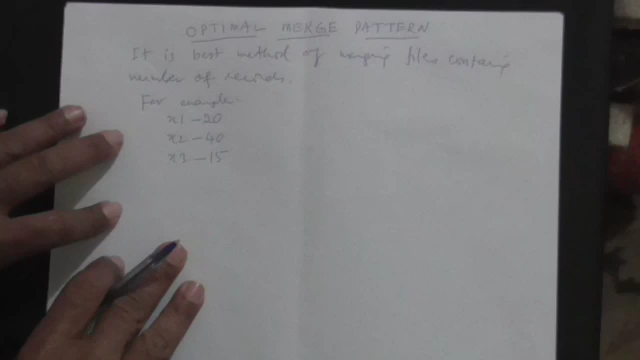 OPTIMAL MERGE PATTERN
It is best method of merging files containing
number of records.
For example
x1 - 20
x2 - 40
x3 - 15